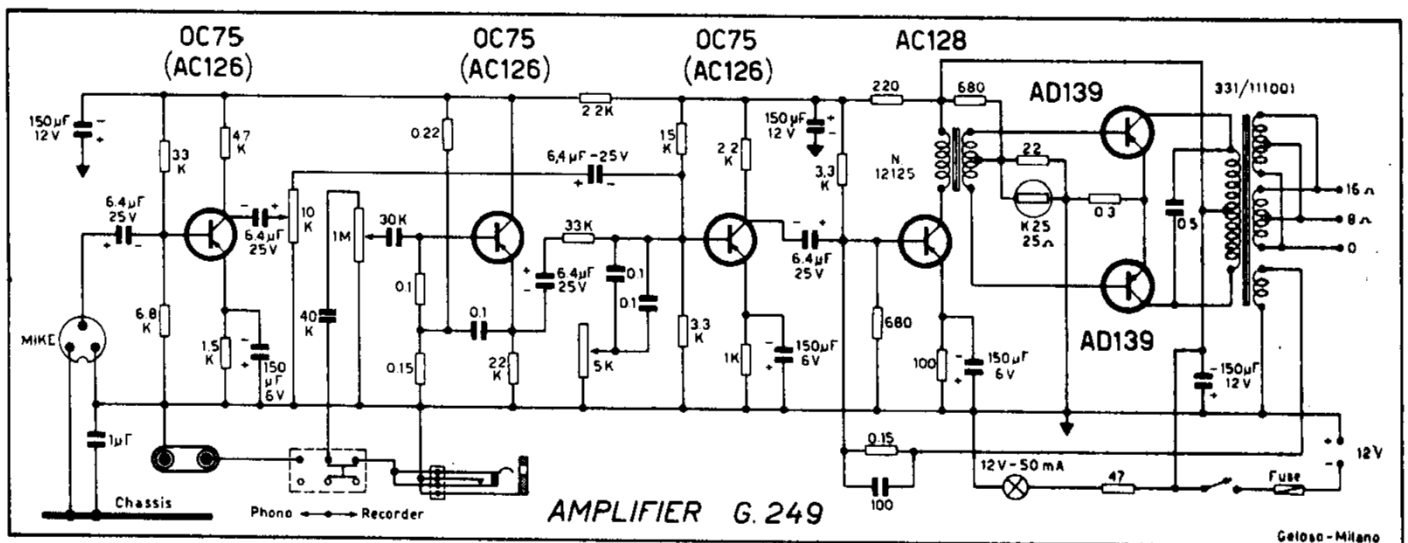 OC75
(AC126)
OC75
(AC126)
OC75
(AC126)
AC128
AD139
331/111001
150µF
12V
33
K
47
K
0.22
2.2K
15
K
2.2
K
150µF
12V
3.3
K
220
680
N.
12125
22
K25
25Ω
0.3
0.5
16 Ω
8 Ω
0
6.4µF
25V
6.4µF
25V
10
K
6,4µF-25V
1M
30K
33K
6.4µF
25V
0.1
0.1
6.4µF
25V
MIKE
6.8
K
1.5
K
150
µF
6V
40
K
0.1
0.1
0.15
22
K
5K
3.3
K
1K
150µF
6V
680
100
150µF
6V
AD139
150µF
12V
1µF
0.15
100
12V-50mA
47
Fuse
12V
Chassis
Phono
Recorder
AMPLIFIER G.249
Geloso-Milano